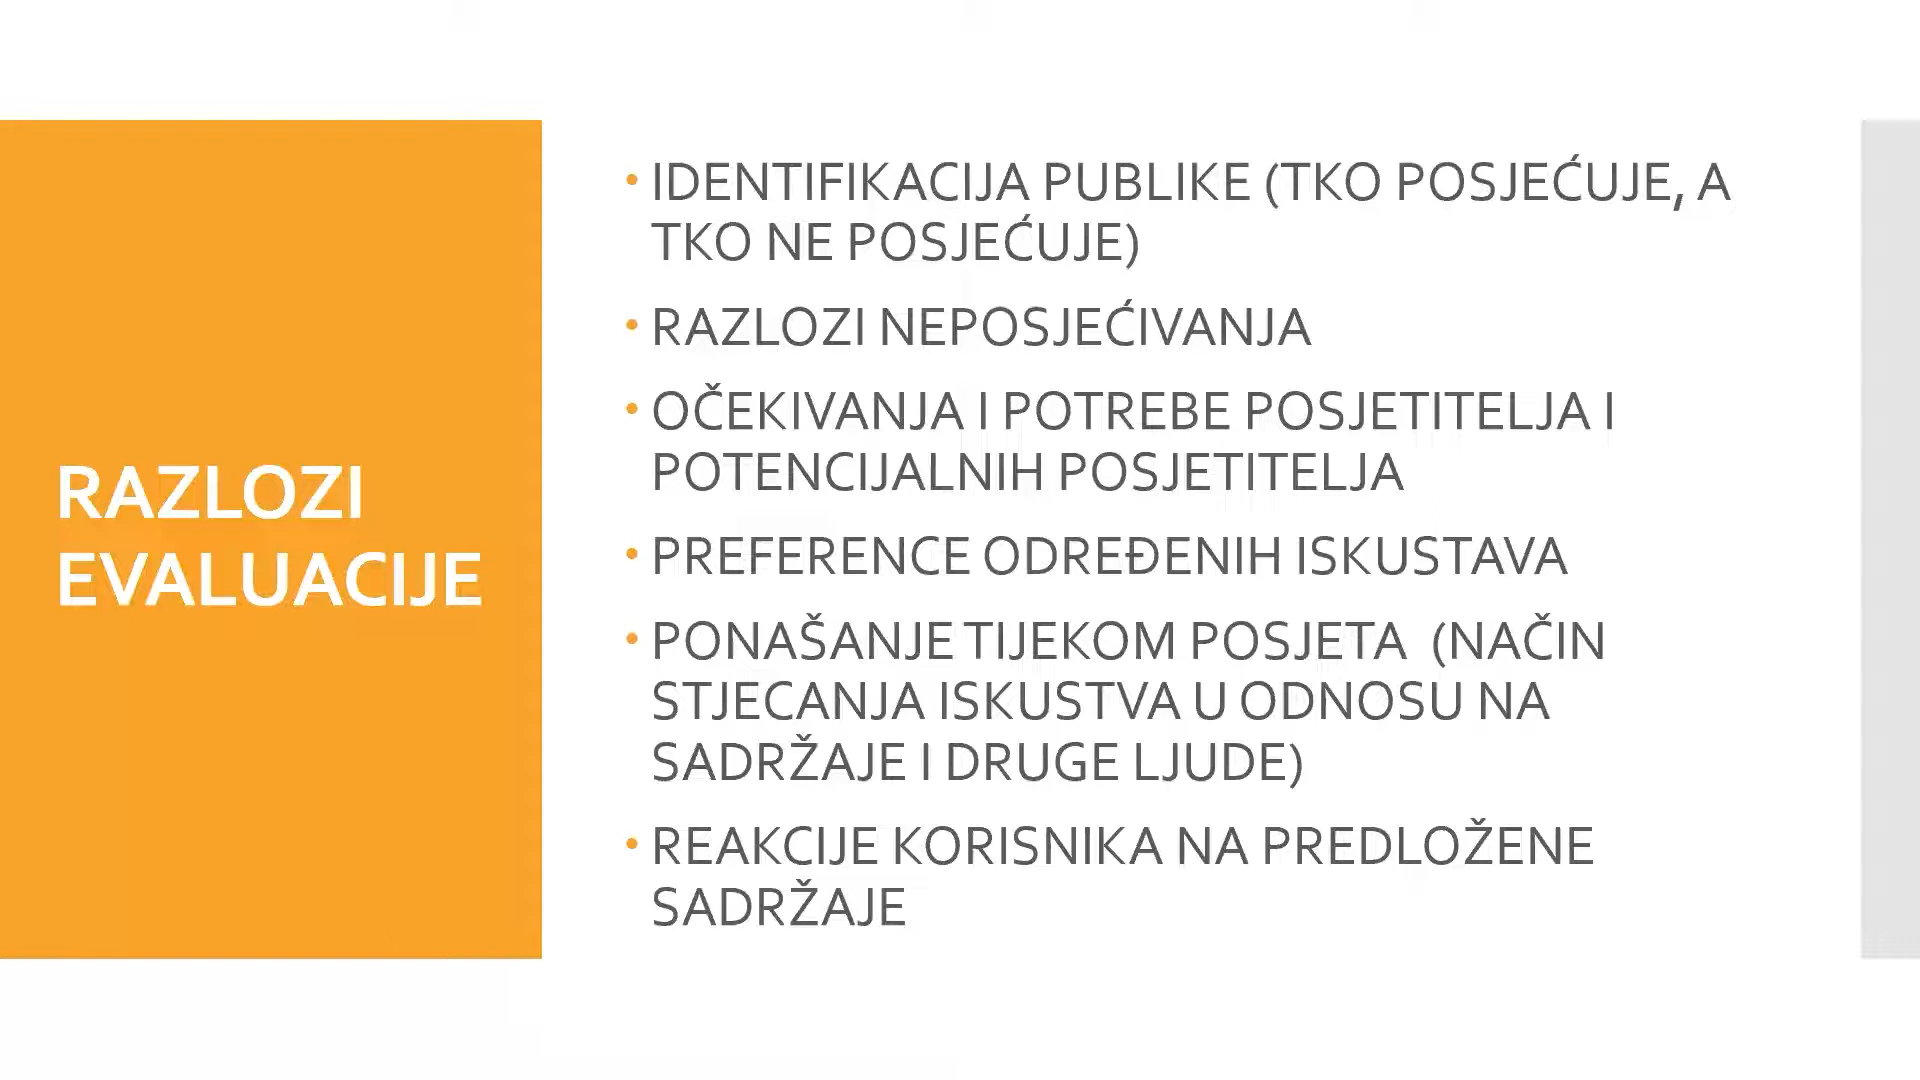 RAZLOZI
EVALUACIJE
• IDENTIFIKACIJA PUBLIKE (TKO POSJEĆUJE, A
TKO NE POSJEĆUJE)
• RAZLOZI NEPOSJEĆIVANJA
• OČEKIVANJA I POTREBE POSJETITELJA I
POTENCIJALNIH POSJETITELJA
• PREFERENCE ODREĐENIH ISKUSTAVA
• PONAŠANJE TIJEKOM POSJETA (NAČIN
STJECANJA ISKUSTVA U ODNOSU NA
SADRŽAJE I DRUGE LJUDE)
• REAKCIJE KORISNIKA NA PREDLOŽENE
SADRŽAJE